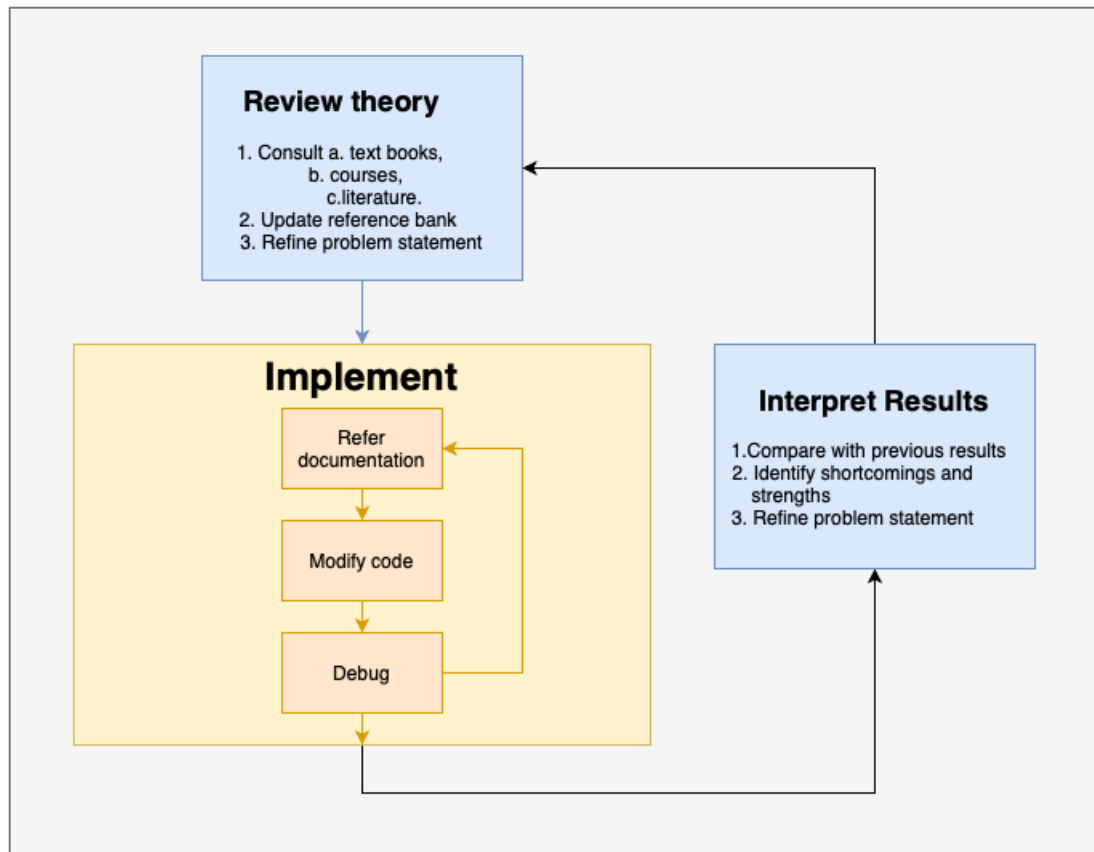 Review theory
1. Consult a. text books,
b. courses,
c.literature.
2. Update reference bank
3. Refine problem statement
Implement
Refer
documentation
Modify code
Debug
Interpret Results
1.Compare with previous results
2. Identify shortcomings and
strengths
3. Refine problem statement